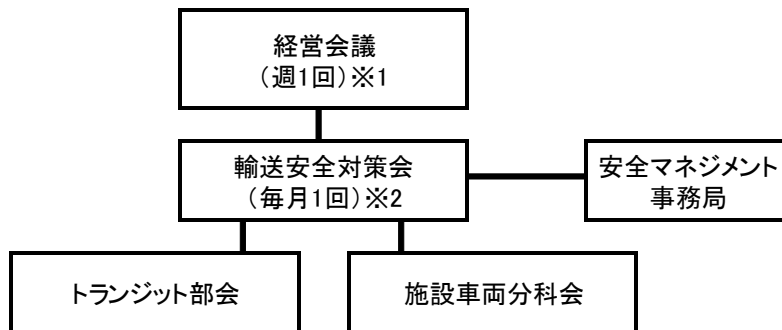 経営会議
（週1回）※1
輸送安全対策会
（毎月1回）※2
安全マネジメント
事務局
トランジット部会
施設車両分科会